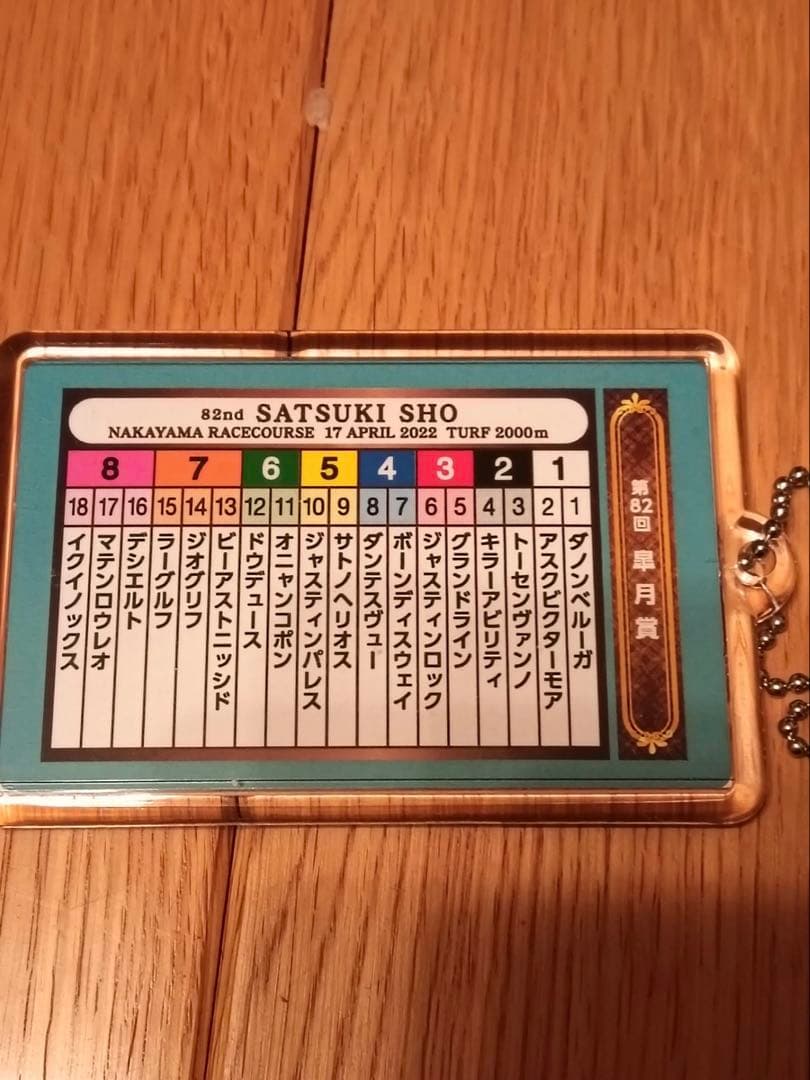 82nd SATSUKI SHO
NAKAYAMA RACECOURSE 17 APRIL 2022 TURF 2000m
8 7 6 5 4 3 2 1
18 17 16 15 14 13 12 11 10 9 8 7 6 5 4 3 2 1
ダノンベルーガ
アスクビクターモア
トーセンヴァンノ
キラーアビリティ
グランドライン
ジャスティンロック
ボーンディスウェイ
ダンテスヴュー
サトノヘリオス
ジャスティンパレス
オニャンコポン
ドウデュース
ビーアストニッシド
ジオグリフ
ラーグルフ
デシエルト
マテンロウレオ
イクイノックス
第82回 皐月賞